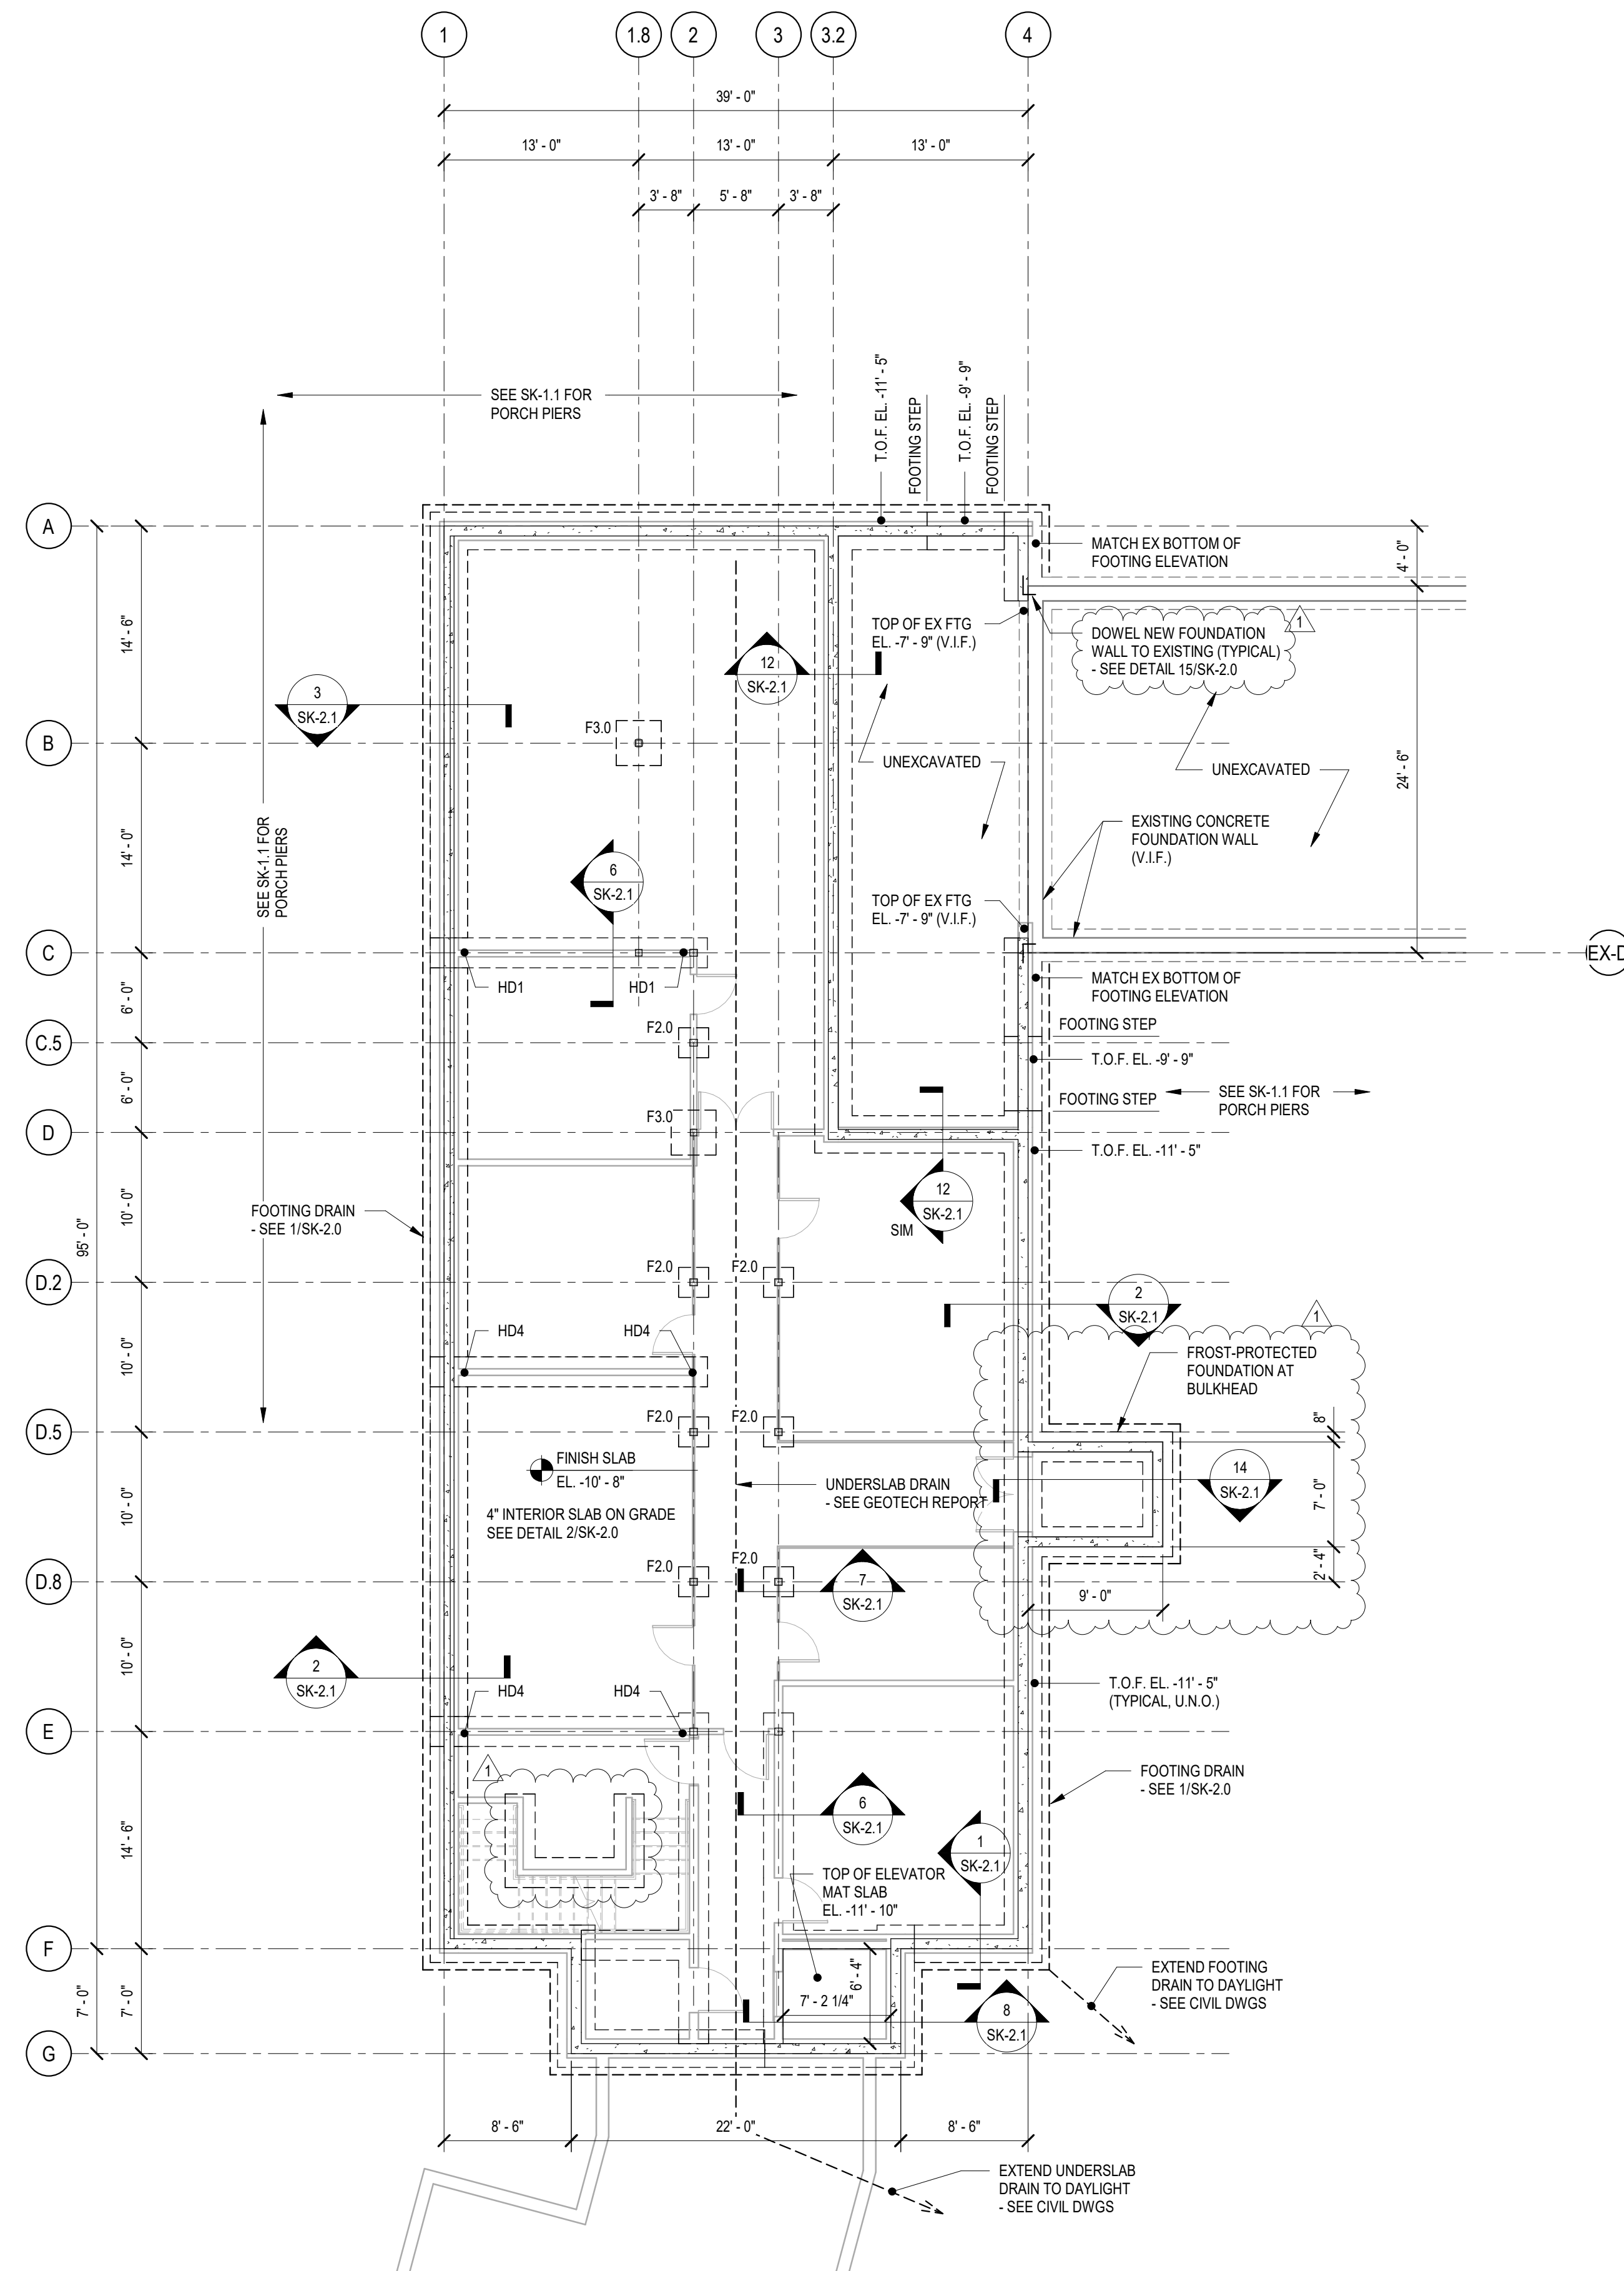 1
1.8
2
3
3.2
4
39' - 0"
13' - 0"
13' - 0"
13' - 0"
3' - 8"
5' - 8"
3' - 8"
SEE SK-1.1 FOR
PORCH PIERS
T.O.F. EL. -11' - 5"
FOOTING STEP
T.O.F. EL. -9' - 9"
FOOTING STEP
A
MATCH EX BOTTOM OF
FOOTING ELEVATION
4' - 0"
14' - 6"
TOP OF EX FTG
EL. -7' - 9" (V.I.F.)
DOWEL NEW FOUNDATION
WALL TO EXISTING (TYPICAL)
- SEE DETAIL 15/SK-2.0
1
12
SK-2.1
3
SK-2.1
B
F3.0
UNEXCAVATED
UNEXCAVATED
24' - 6"
14' - 0"
SEE SK-1.1 FOR
PORCH PIERS
EXISTING CONCRETE
FOUNDATION WALL
(V.I.F.)
6
SK-2.1
TOP OF EX FTG
EL. -7' - 9" (V.I.F.)
C
EX-D
HD1
HD1
MATCH EX BOTTOM OF
FOOTING ELEVATION
6' - 0"
FOOTING STEP
F2.0
C.5
T.O.F. EL. -9' - 9"
6' - 0"
FOOTING STEP
SEE SK-1.1 FOR
PORCH PIERS
F3.0
D
T.O.F. EL. -11' - 5"
12
SK-2.1
SIM
10' - 0"
FOOTING DRAIN
- SEE 1/SK-2.0
95' - 0"
F2.0
F2.0
D.2
2
SK-2.1
1
HD4
HD4
10' - 0"
FROST-PROTECTED
FOUNDATION AT
BULKHEAD
F2.0
F2.0
8"
D.5
FINISH SLAB
EL. -10' - 8"
UNDERSLAB DRAIN
- SEE GEOTECH REPORT
14
SK-2.1
10' - 0"
7' - 0"
4" INTERIOR SLAB ON GRADE
SEE DETAIL 2/SK-2.0
F2.0
F2.0
2' - 4"
D.8
7
SK-2.1
9' - 0"
10' - 0"
2
SK-2.1
HD4
HD4
T.O.F. EL. -11' - 5"
(TYPICAL, U.N.O.)
E
1
FOOTING DRAIN
- SEE 1/SK-2.0
6
SK-2.1
14' - 6"
1
SK-2.1
TOP OF ELEVATOR
MAT SLAB
EL. -11' - 10"
F
6' - 4"
EXTEND FOOTING
DRAIN TO DAYLIGHT
- SEE CIVIL DWGS
7' - 0"
7' - 0"
7' - 2 1/4"
8
SK-2.1
G
8' - 6"
22' - 0"
8' - 6"
EXTEND UNDERSLAB
DRAIN TO DAYLIGHT
- SEE CIVIL DWGS